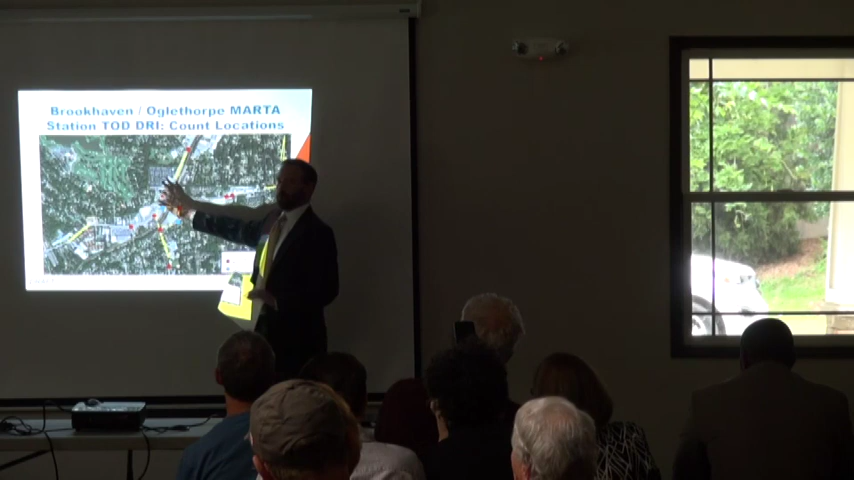 Brookhaven / Oglethorpe MARTA
Station TOD DRI: Count Locations